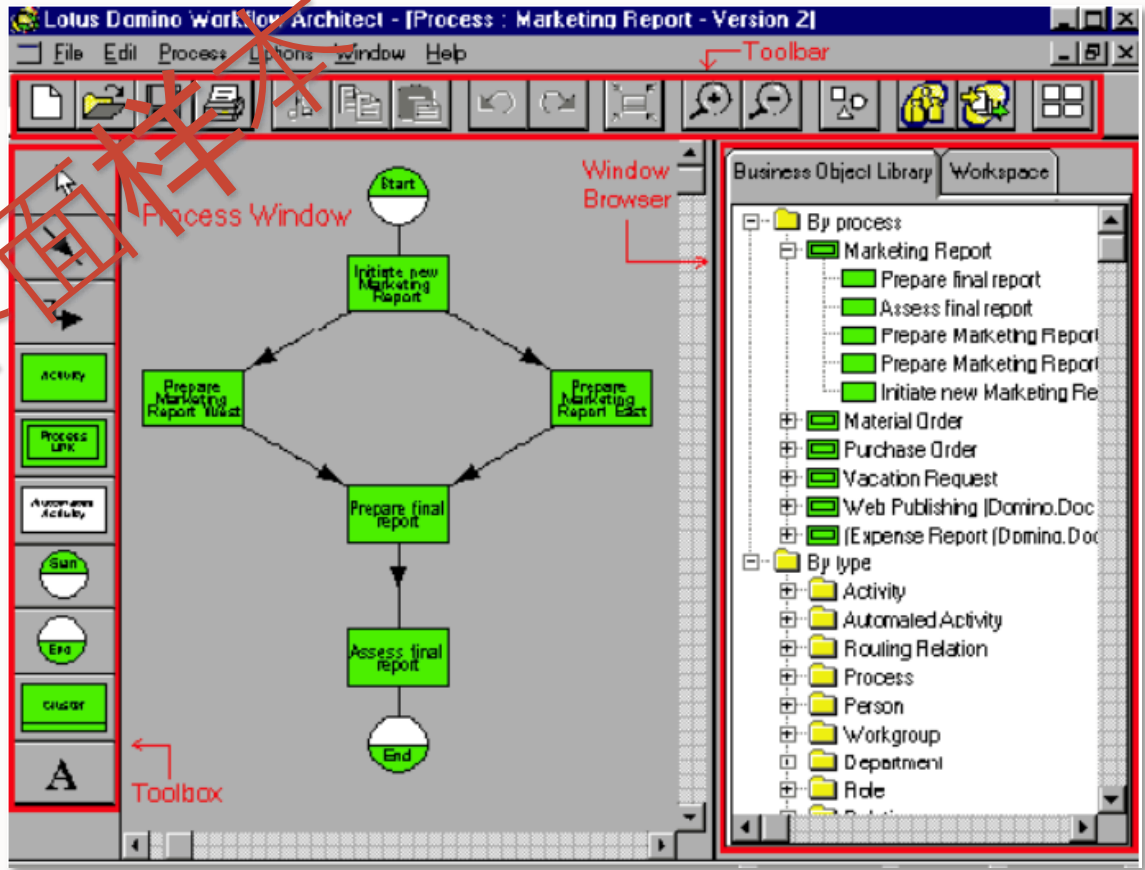 Lotus Domino Workflow Architect - [Process : Marketing Report - Version 2]
File Edit Process Options Window Help
Toolbar
面样本
Process Window
Window
Browser
Toolbox
Activity
Process
Link
Automated
Activity
Start
End
Cluster
A
Start
Initiate new
Marketing
Report
Prepare
Marketing
Report West
Prepare
Marketing
Report East
Prepare final
report
Assess final
report
End
Business Object Library
Workspace
By process
Marketing Report
Prepare final report
Assess final report
Prepare Marketing Report
Prepare Marketing Report
Initiate new Marketing Re
Material Order
Purchase Order
Vacation Request
Web Publishing (Domino.Doc
(Expense Report (Domino.Doc
By type
Activity
Automated Activity
Routing Relation
Process
Person
Workgroup
Department
Role